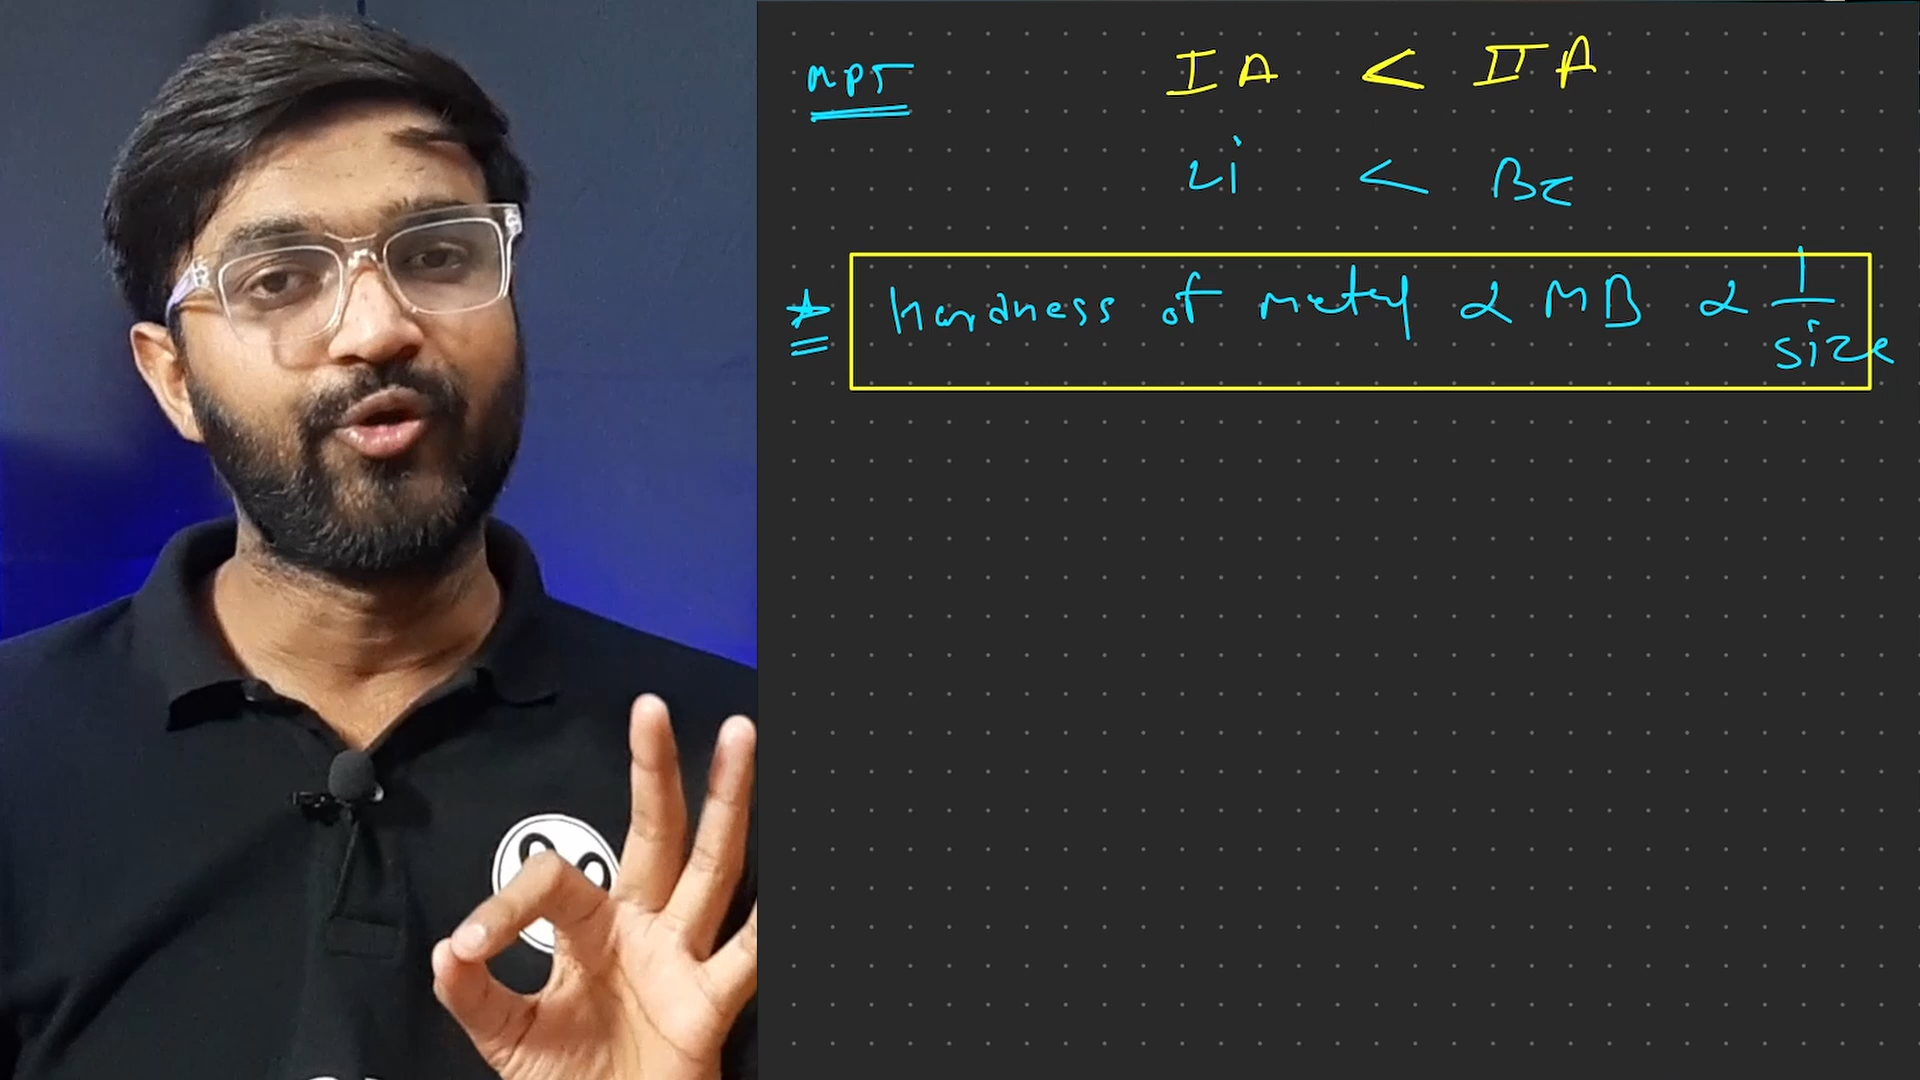 MPT IA < IIA
Li < Be
* hardness of metal ∝ MB ∝ 1/size